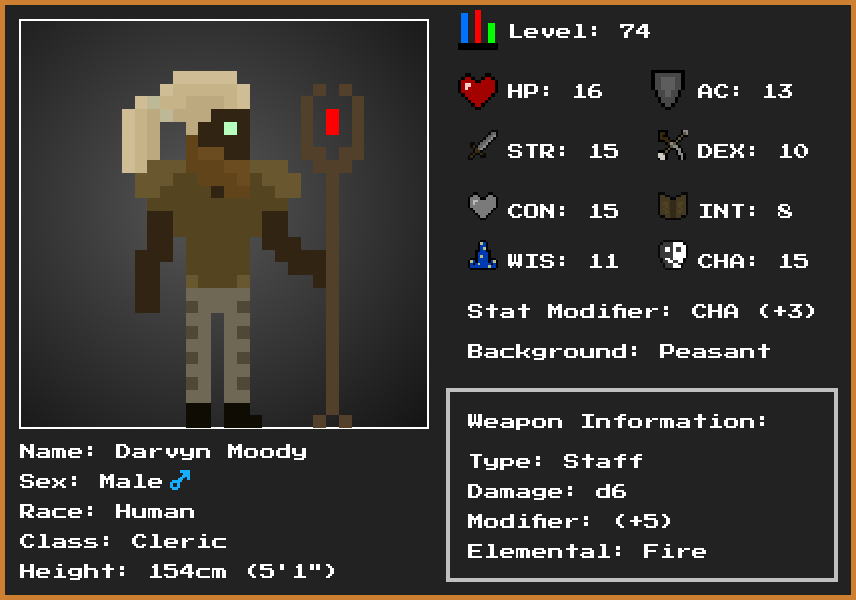 Level: 74
HP: 16
AC: 13
STR: 15
DEX: 10
CON: 15
INT: 8
WIS: 11
CHA: 15
Stat Modifier: CHA (+3)
Background: Peasant
Weapon Information:
Type: Staff
Damage: d6
Modifier: (+5)
Elemental: Fire
Name: Darvyn Moody
Sex: Male♂
Race: Human
Class: Cleric
Height: 154cm (5'1")